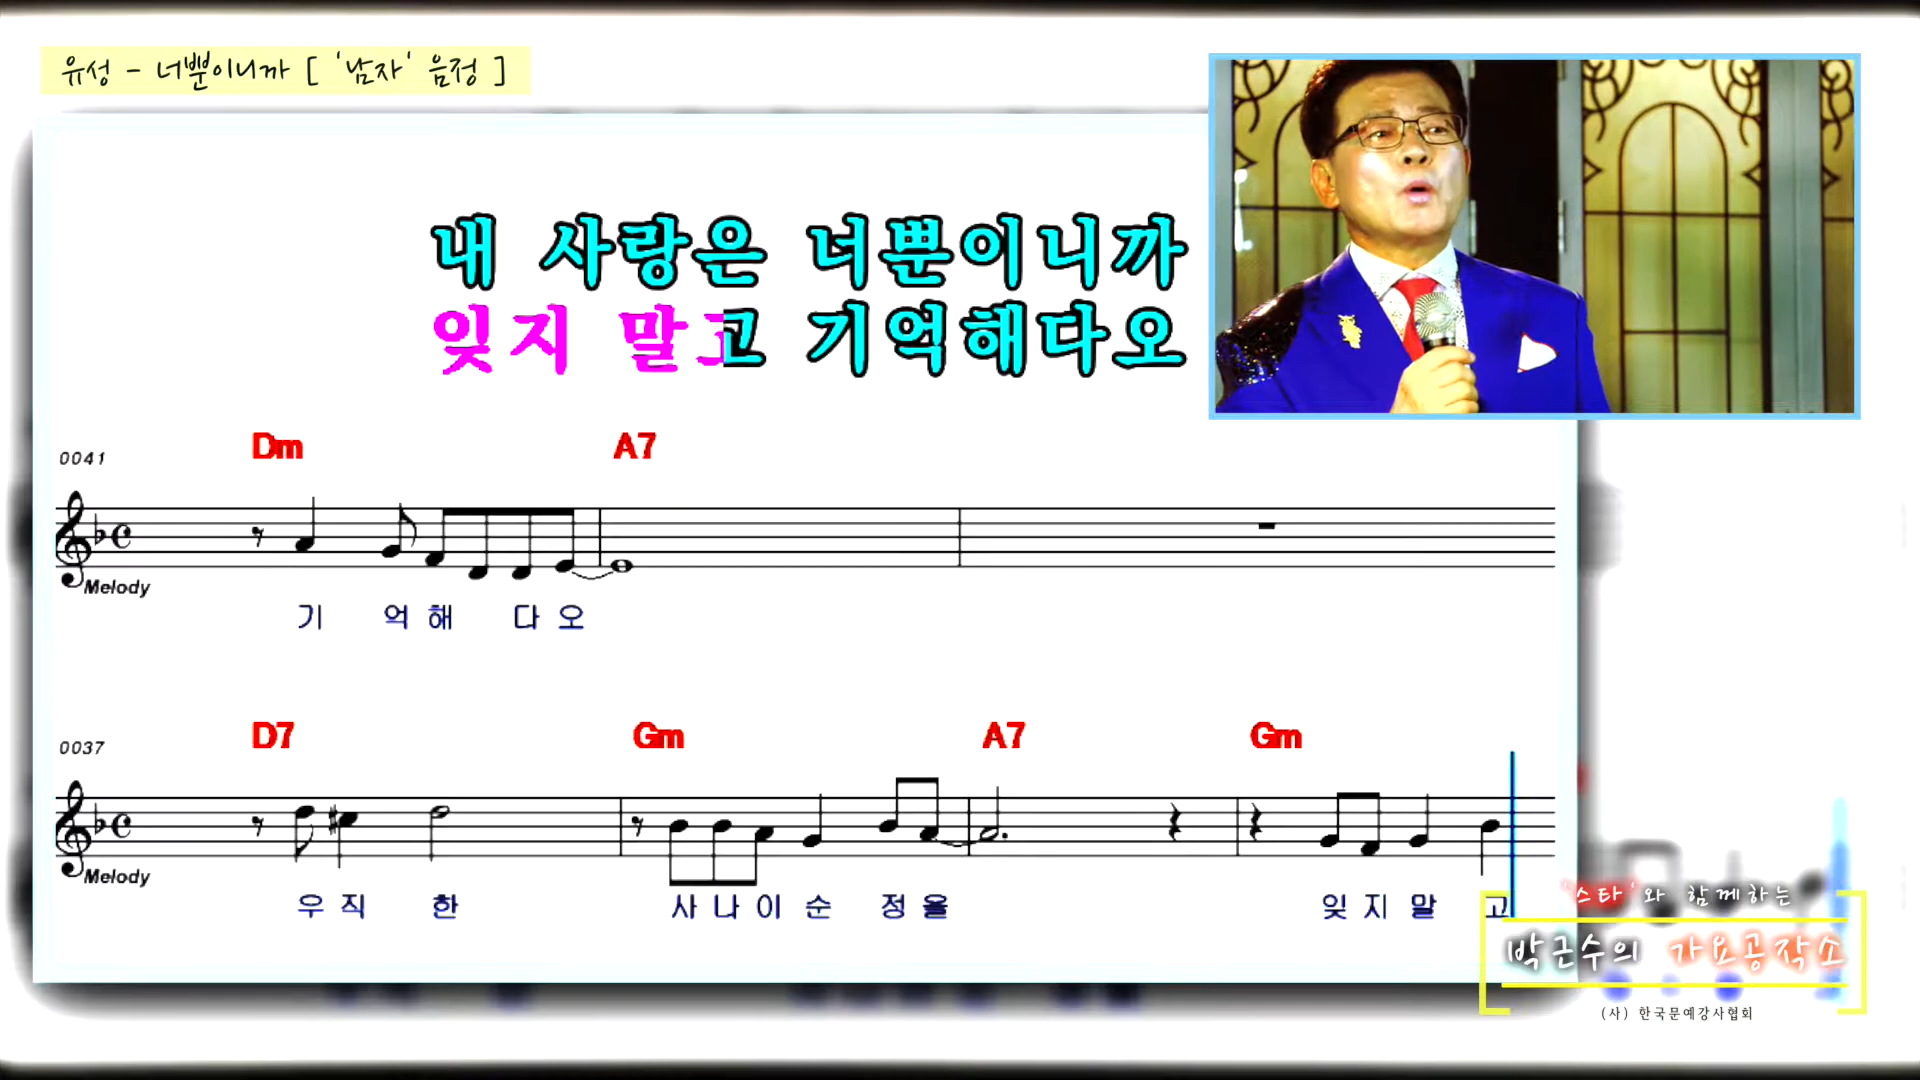 유성 - 너뿐이니까 [ '남자' 음정 ]
내 사랑은 너뿐이니까
잊지 말고 기억해다오
0041
Dm A7
Melody
기 억 해 다 오
0037
D7 Gm A7 Gm
Melody
우 직 한 사 나 이 순 정 을 잊 지 말 고
'스타'와 함께하는
박근수의 가요공작소
(사) 한국문예강사협회